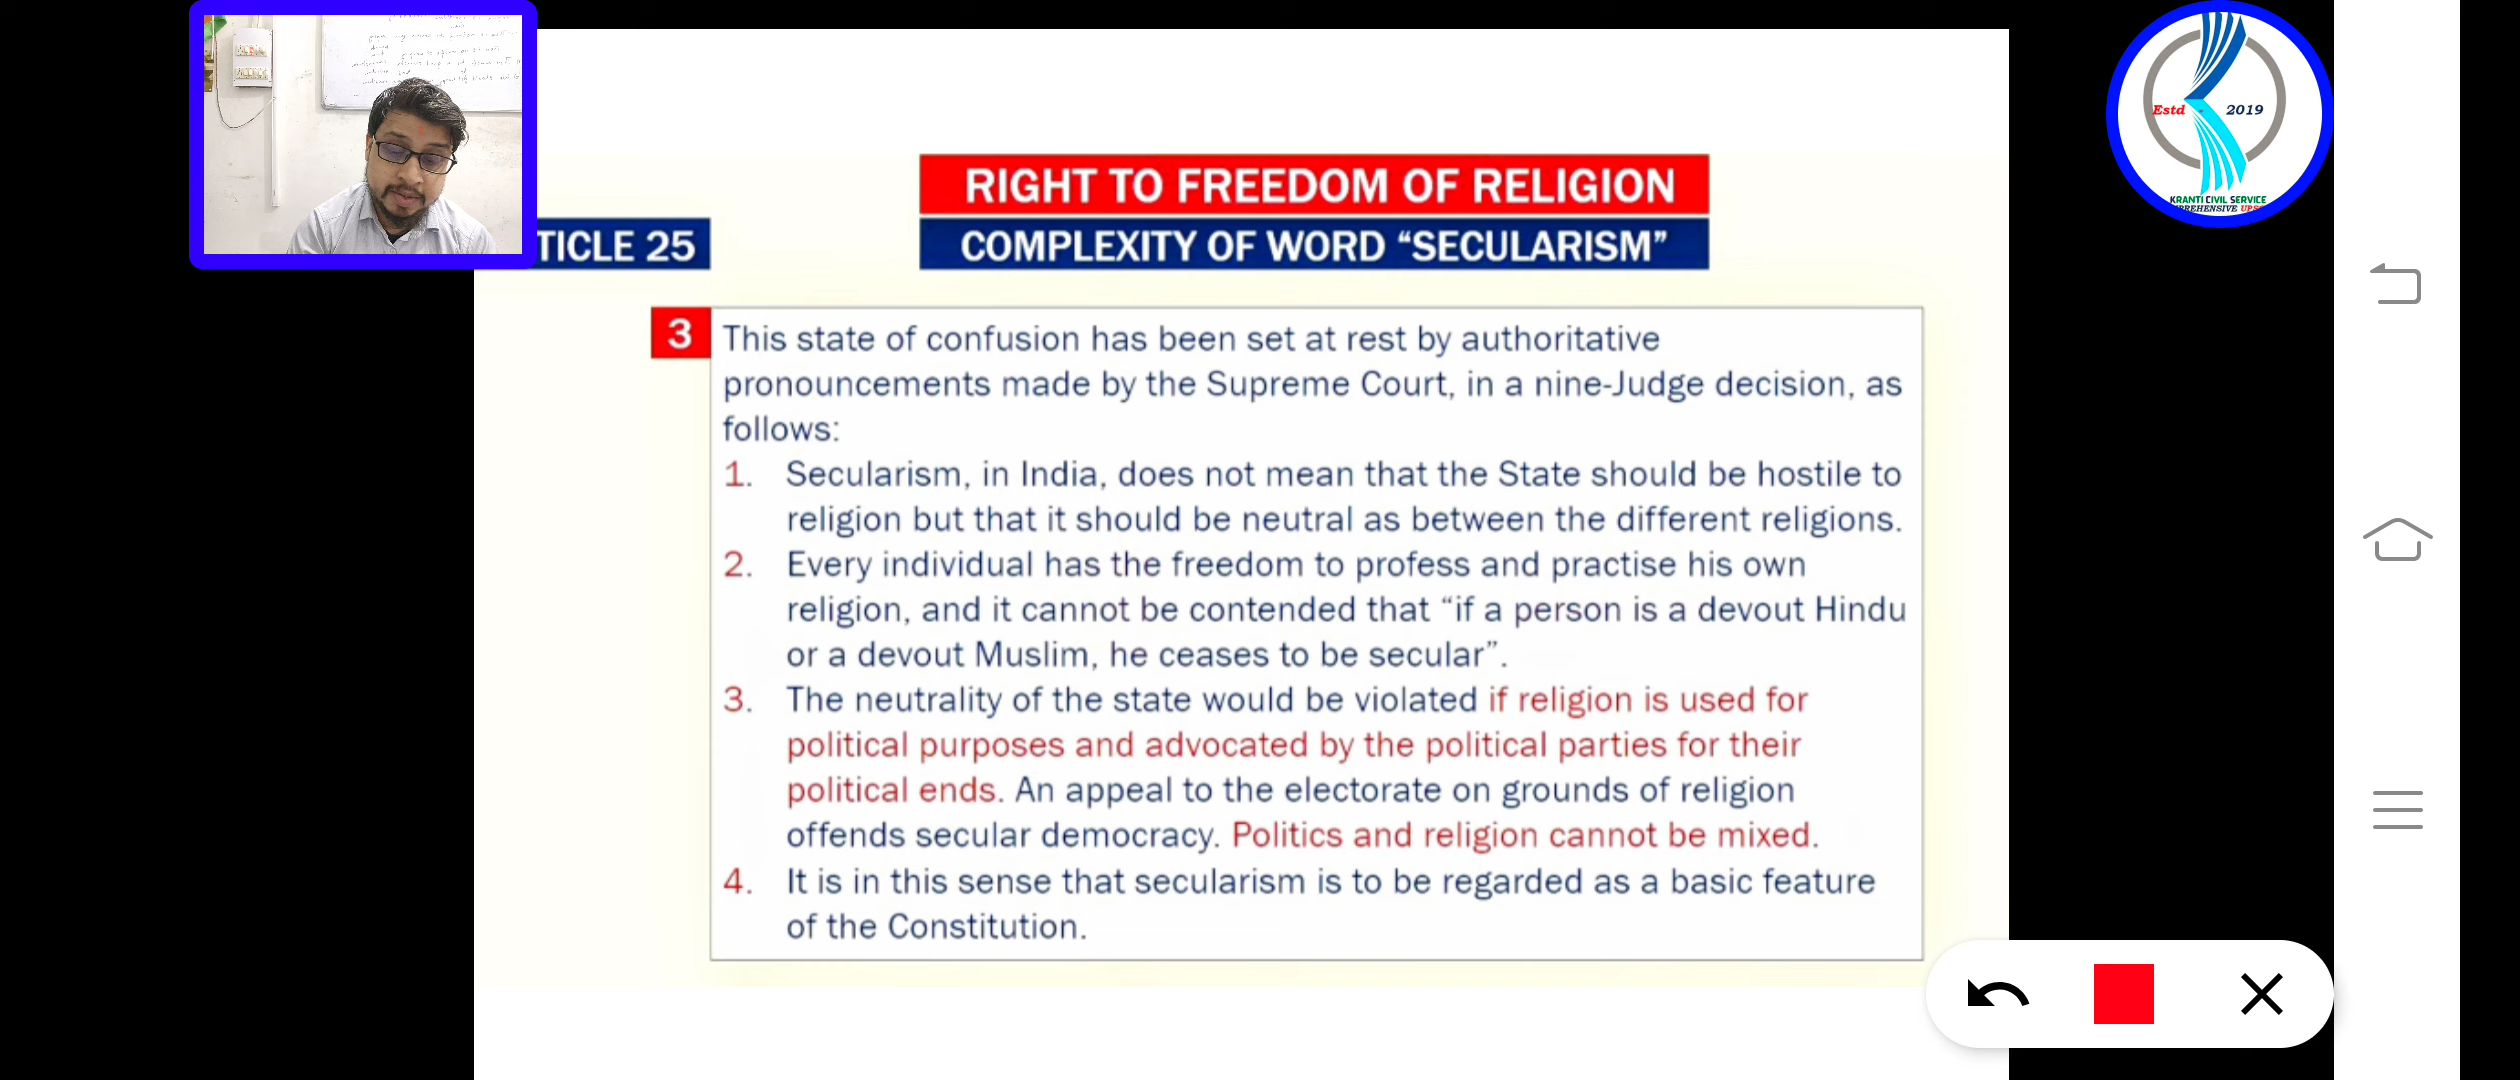 RIGHT TO FREEDOM OF RELIGION
TICLE 25
COMPLEXITY OF WORD “SECULARISM”
3
This state of confusion has been set at rest by authoritative
pronouncements made by the Supreme Court, in a nine-Judge decision, as
follows:
1. Secularism, in India, does not mean that the State should be hostile to
religion but that it should be neutral as between the different religions.
2. Every individual has the freedom to profess and practise his own
religion, and it cannot be contended that “if a person is a devout Hindu
or a devout Muslim, he ceases to be secular”.
3. The neutrality of the state would be violated if religion is used for
political purposes and advocated by the political parties for their
political ends. An appeal to the electorate on grounds of religion
offends secular democracy. Politics and religion cannot be mixed.
4. It is in this sense that secularism is to be regarded as a basic feature
of the Constitution.
Estd 2019
KRANTI CIVIL SERVICE